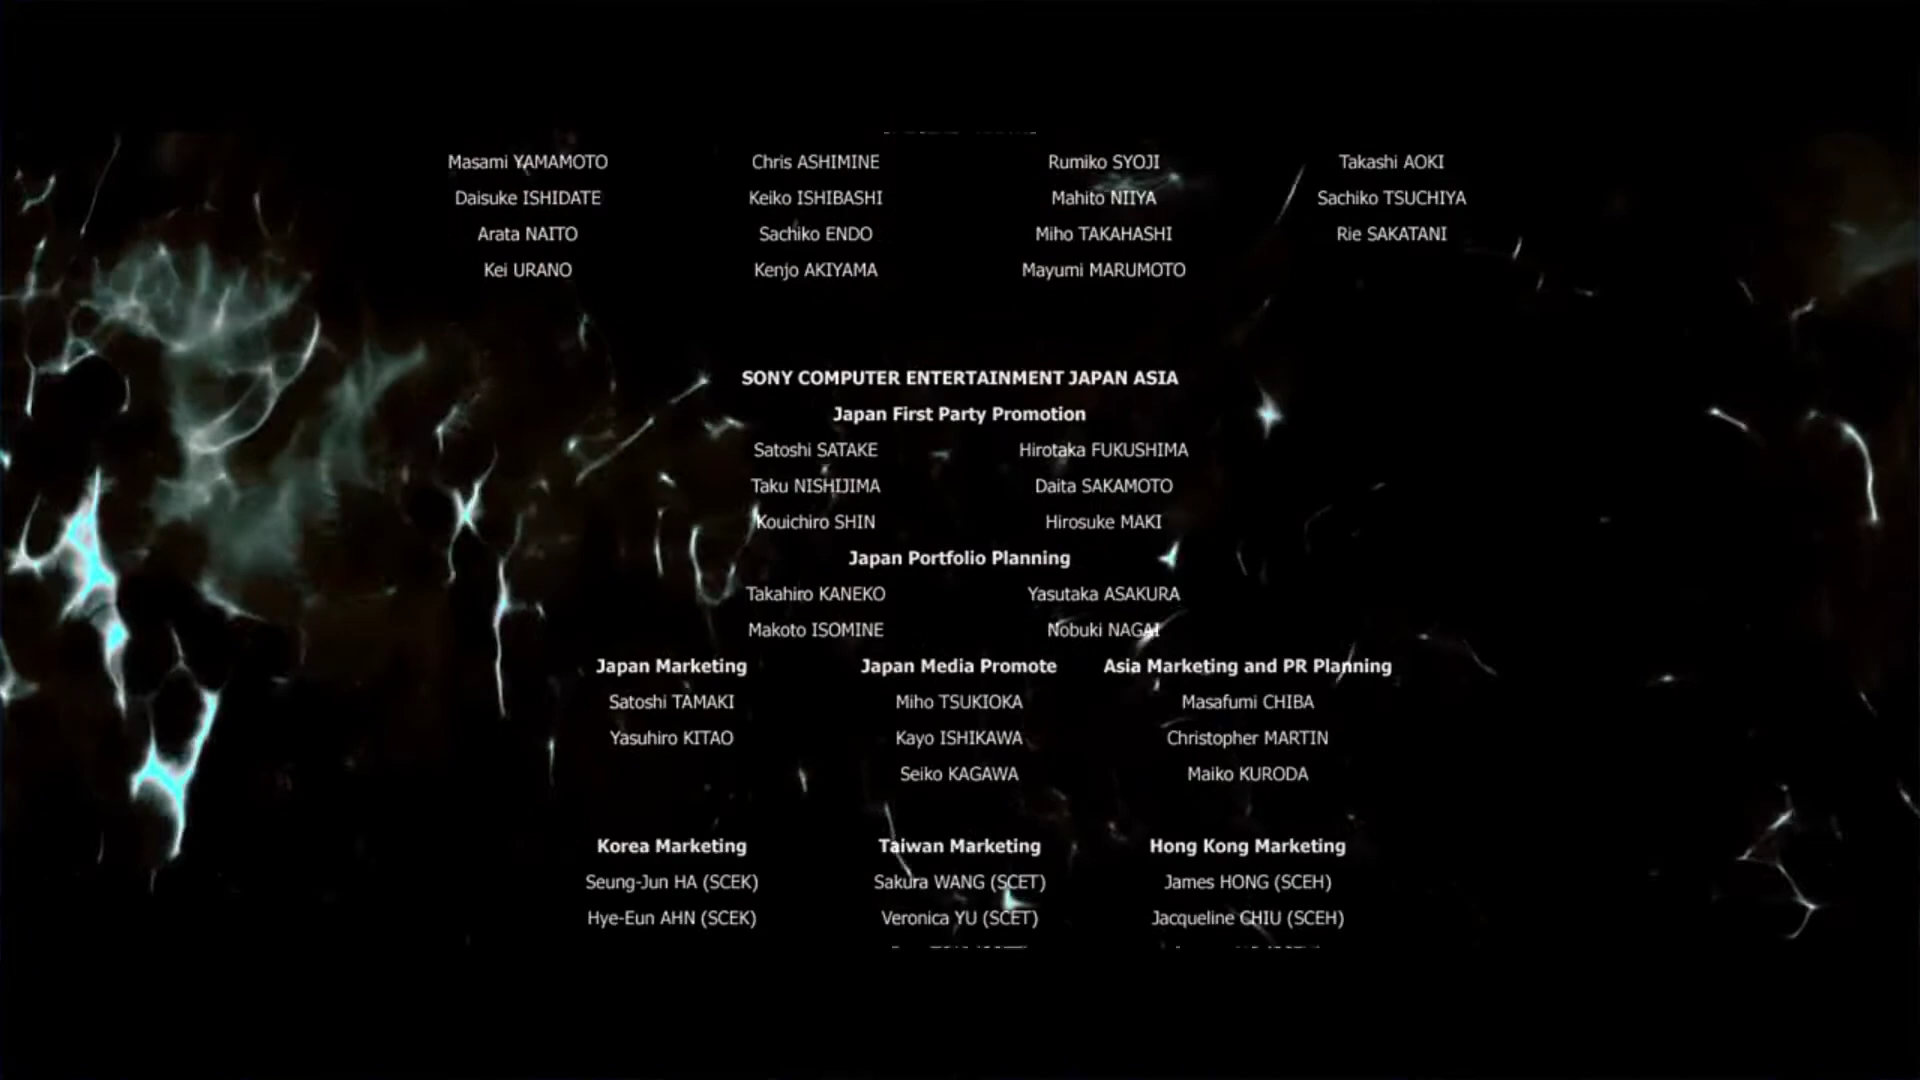 Masami YAMAMOTO Chris ASHIMINE Rumiko SYOJI Takashi AOKI
Daisuke ISHIDATE Keiko ISHIBASHI Mahito NIIYA Sachiko TSUCHIYA
Arata NAITO Sachiko ENDO Miho TAKAHASHI Rie SAKATANI
Kei URANO Kenjo AKIYAMA Mayumi MARUMOTO
SONY COMPUTER ENTERTAINMENT JAPAN ASIA
Japan First Party Promotion
Satoshi SATAKE Hirotaka FUKUSHIMA
Taku NISHIJIMA Daita SAKAMOTO
Kouichiro SHIN Hirosuke MAKI
Japan Portfolio Planning
Takahiro KANEKO Yasutaka ASAKURA
Makoto ISOMINE Nobuki NAGAI
Japan Marketing Japan Media Promote Asia Marketing and PR Planning
Satoshi TAMAKI Miho TSUKIOKA Masafumi CHIBA
Yasuhiro KITAO Kayo ISHIKAWA Christopher MARTIN
Seiko KAGAWA Maiko KURODA
Korea Marketing Taiwan Marketing Hong Kong Marketing
Seung-Jun HA (SCEK) Sakura WANG (SCET) James HONG (SCEH)
Hye-Eun AHN (SCEK) Veronica YU (SCET) Jacqueline CHIU (SCEH)